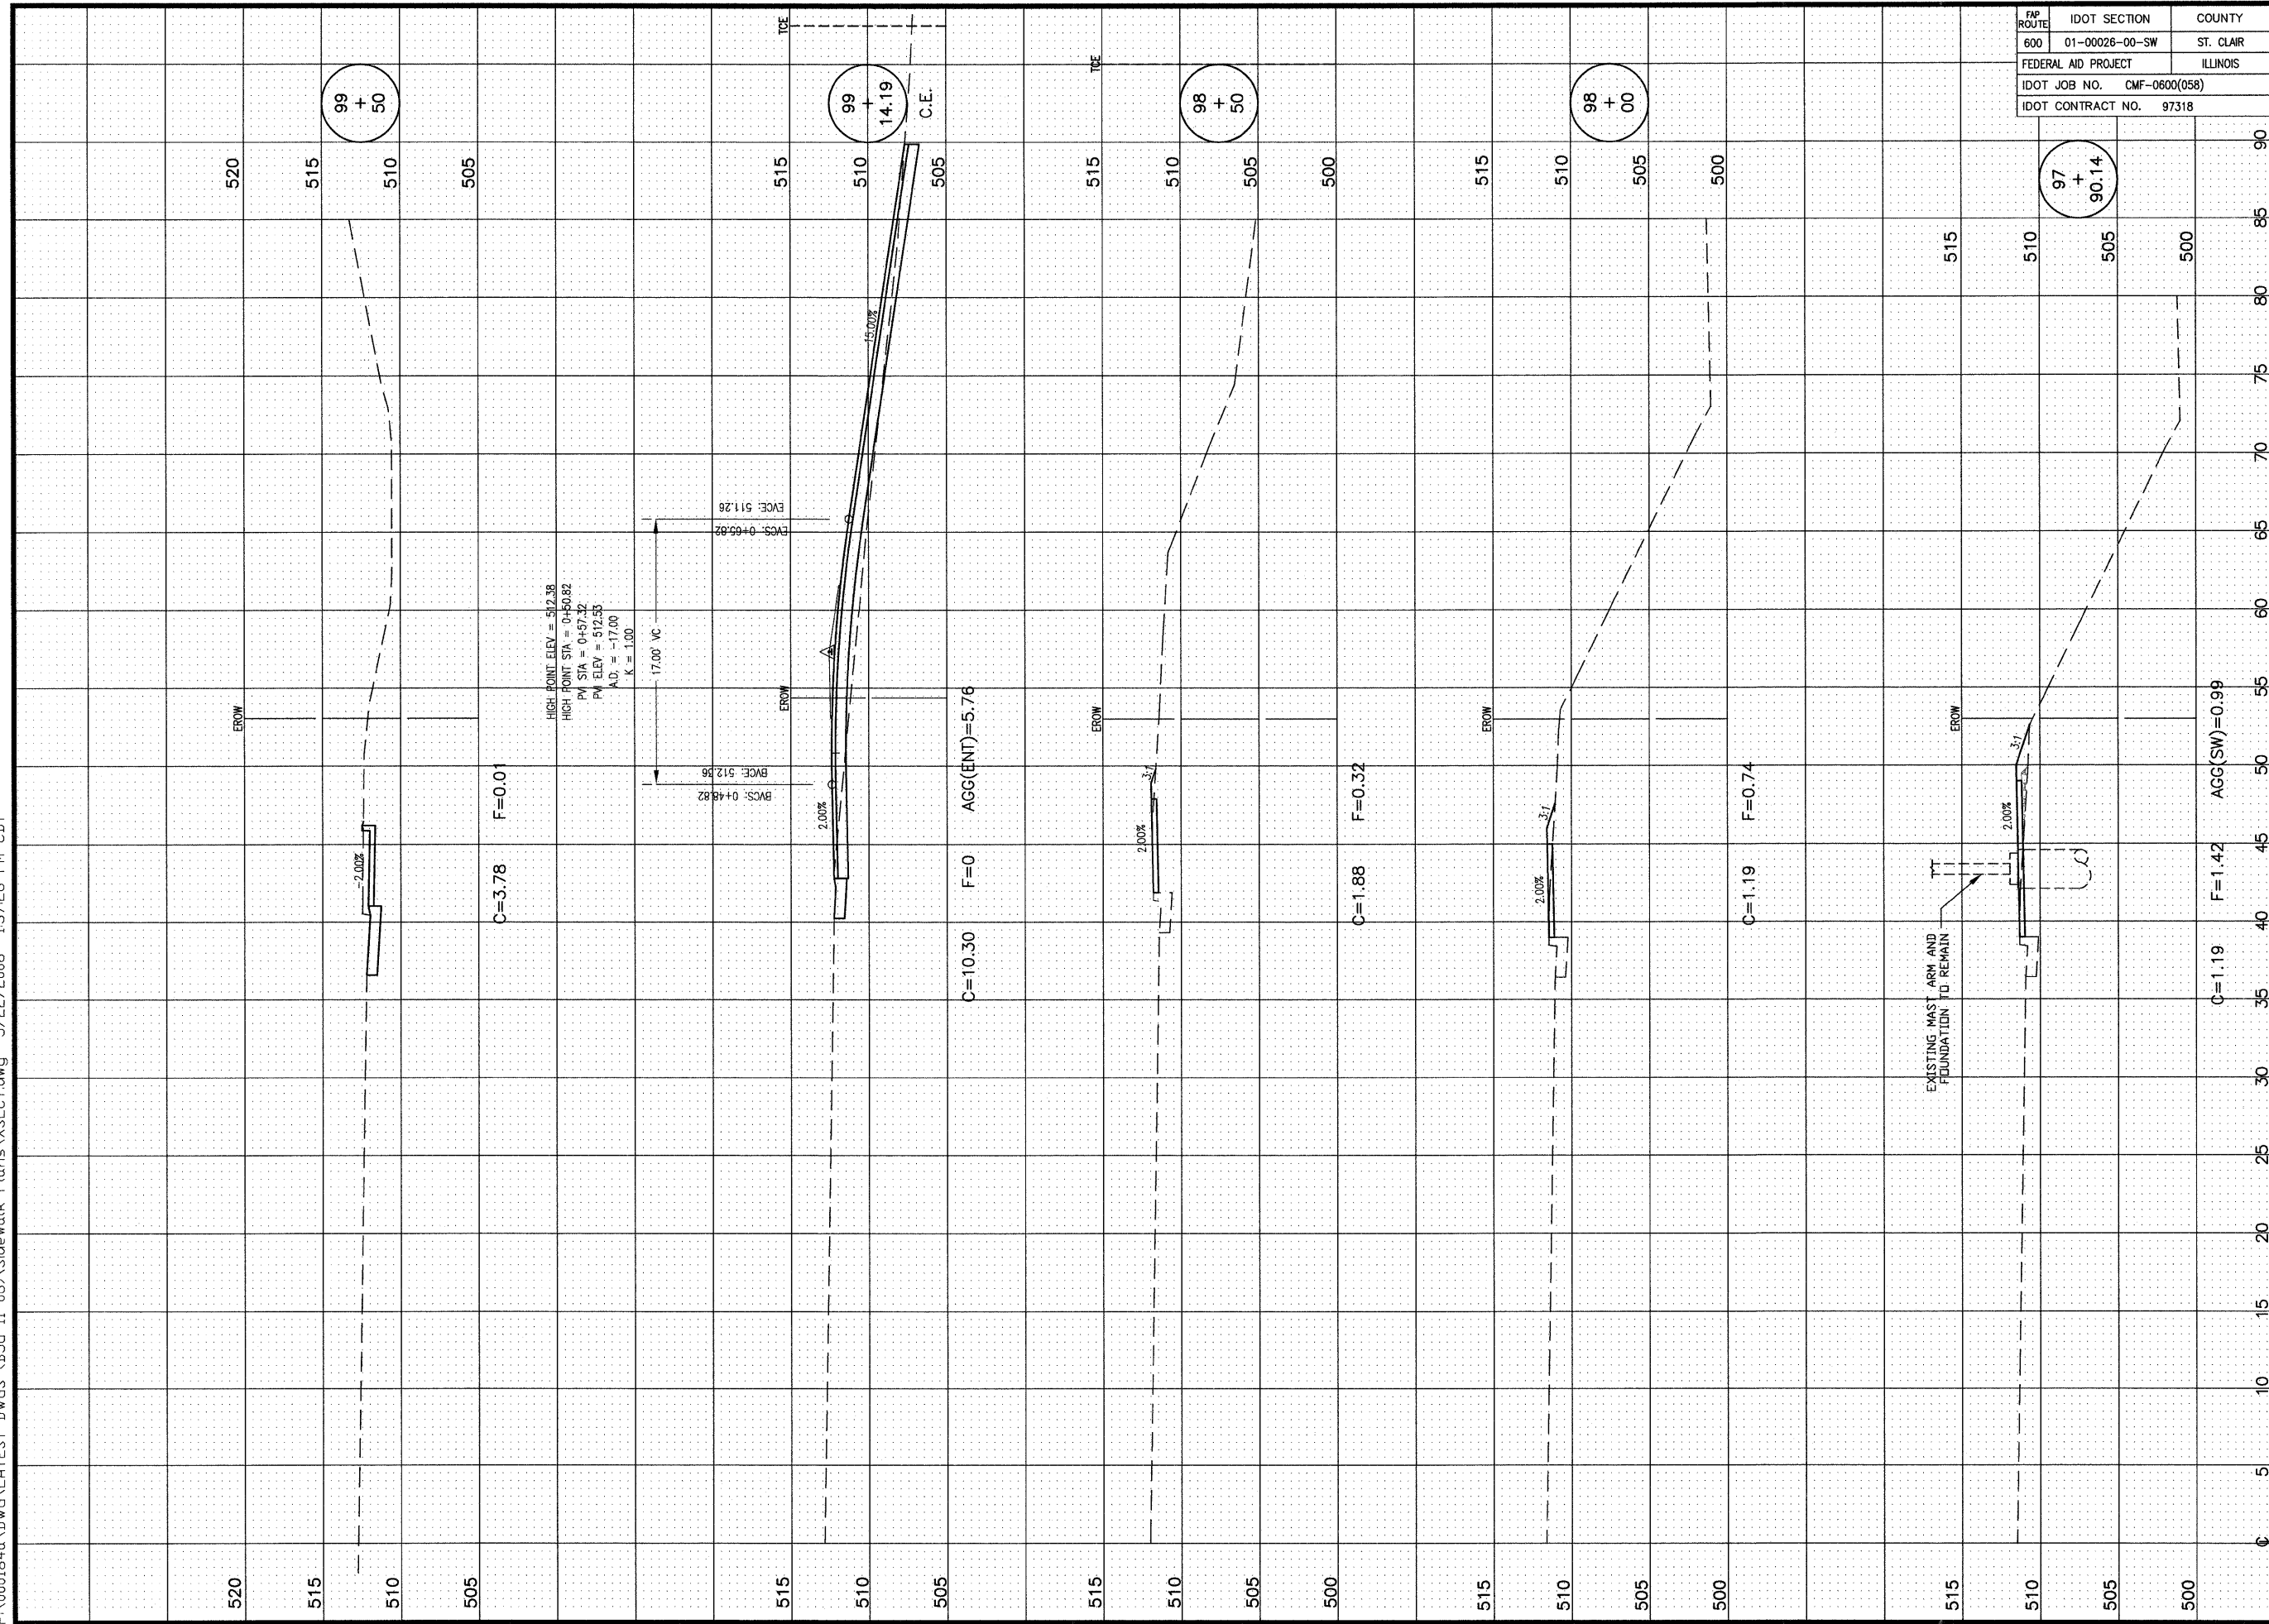 FAP ROUTE IDOT SECTION COUNTY
600 01-00026-00-SW ST. CLAIR
FEDERAL AID PROJECT ILLINOIS
IDOT JOB NO. CMF-0600(058)
IDOT CONTRACT NO. 97318
99 + 50
520
515
510
505
EROW
-2.00%
C=3.78 F=0.01
520
515
510
505
TCE
99 + 14.19
C.E.
515
510
505
15.00%
EVCS: 0+65.82
EVCE: 511.26
HIGH POINT ELEV = 512.38
HIGH POINT STA = 0+50.82
PVI STA = 0+57.32
PVI ELEV = 512.53
A.D. = -17.00
K = 1.00
17.00' VC
EROW
BVCS: 0+48.82
BVCE: 512.36
2.00%
C=10.30 F=0 AGG(ENT)=5.76
515
510
505
TCE
98 + 50
515
510
505
500
EROW
3:1
2.00%
C=1.88 F=0.32
515
510
505
500
98 + 00
515
510
505
500
EROW
3:1
2.00%
C=1.19 F=0.74
515
510
505
500
97 + 90.14
515
510
505
500
EROW
3:1
2.00%
EXISTING MAST ARM AND
FOUNDATION TO REMAIN
C=1.19 F=1.42 AGG(SW)=0.99
515
510
505
500
5 10 15 20 25 30 35 40 45 50 55 60 65 70 75 80 85 90